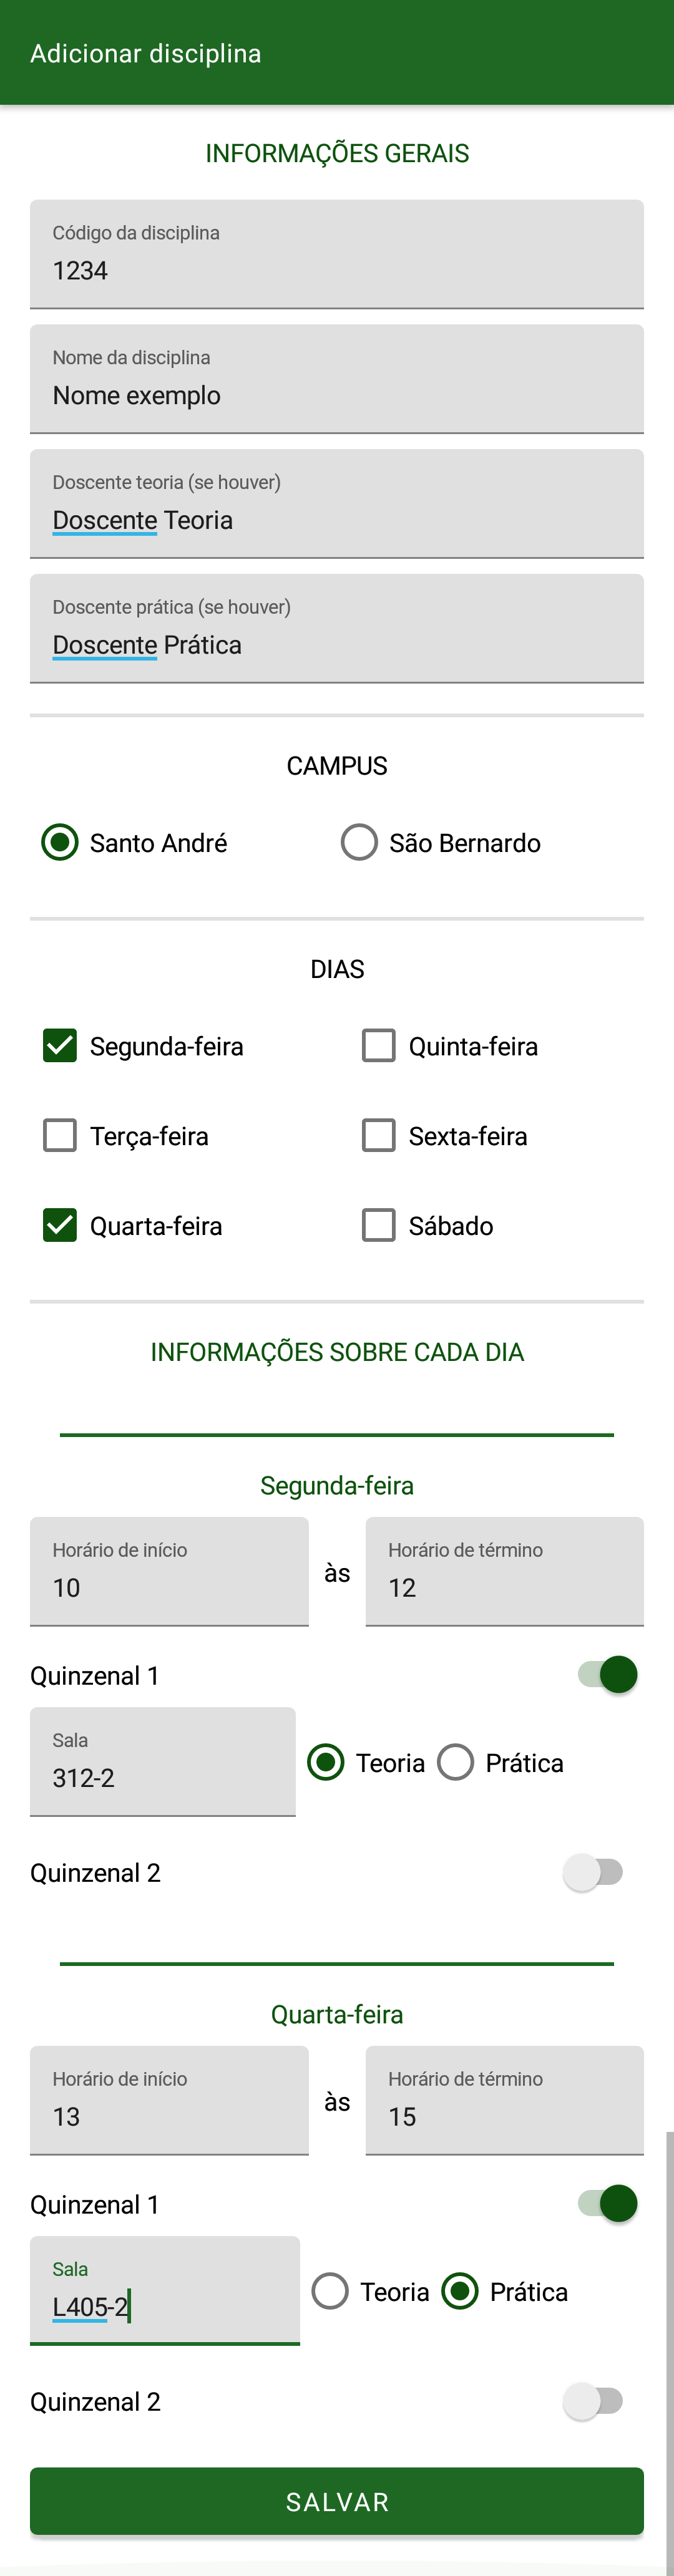 Adicionar disciplina
INFORMAÇÕES GERAIS
Código da disciplina
1234
Nome da disciplina
Nome exemplo
Doscente teoria (se houver)
Doscente Teoria
Doscente prática (se houver)
Doscente Prática
CAMPUS
Santo André São Bernardo
DIAS
Segunda-feira Quinta-feira
Terça-feira Sexta-feira
Quarta-feira Sábado
INFORMAÇÕES SOBRE CADA DIA
Segunda-feira
Horário de início Horário de término
10 às 12
Quinzenal 1
Sala
312-2 Teoria Prática
Quinzenal 2
Quarta-feira
Horário de início Horário de término
13 às 15
Quinzenal 1
Sala
L405-2 Teoria Prática
Quinzenal 2
SALVAR